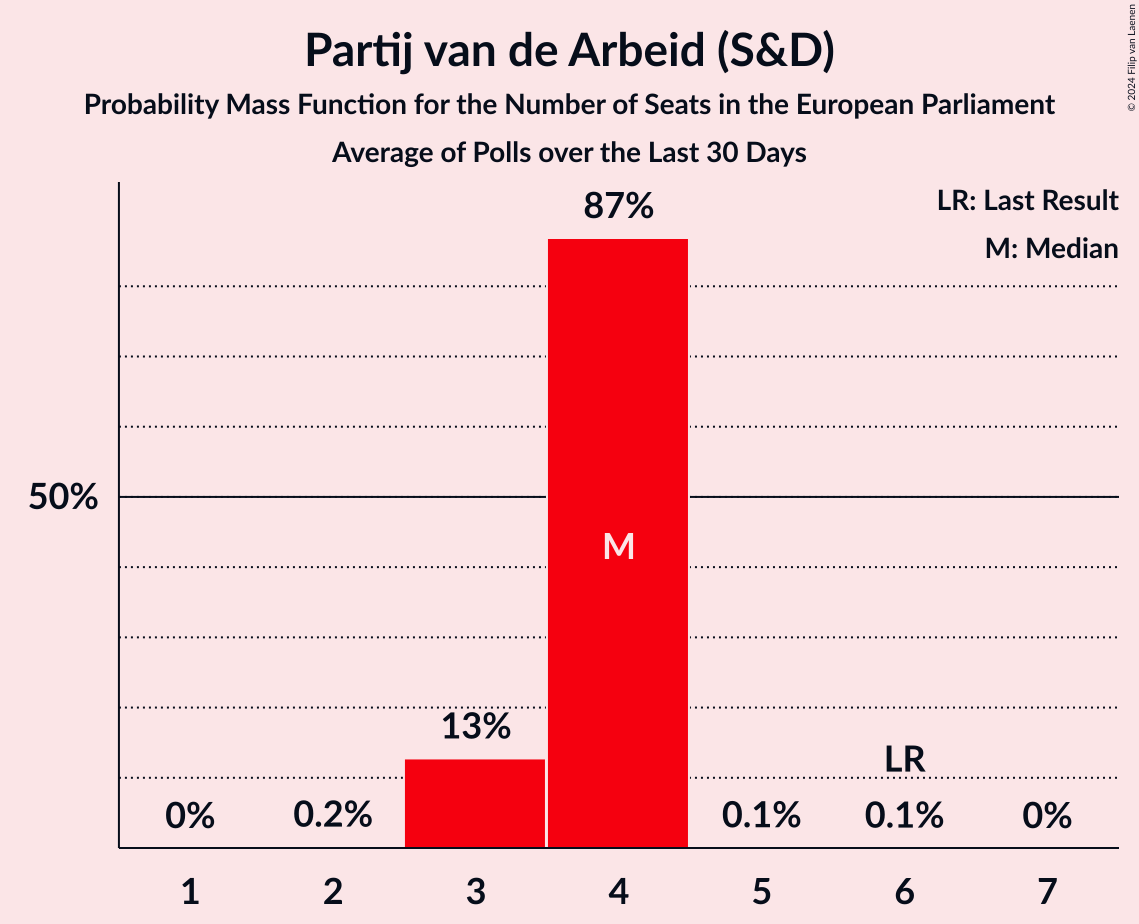 Partij van de Arbeid (S&D)
Probability Mass Function for the Number of Seats in the European Parliament
Average of Polls over the Last 30 Days
© 2024 Filip van Laenen
LR: Last Result
M: Median
87%
50%
M
13%
LR
0%
0.2%
0.1%
0.1%
0%
1 2 3 4 5 6 7